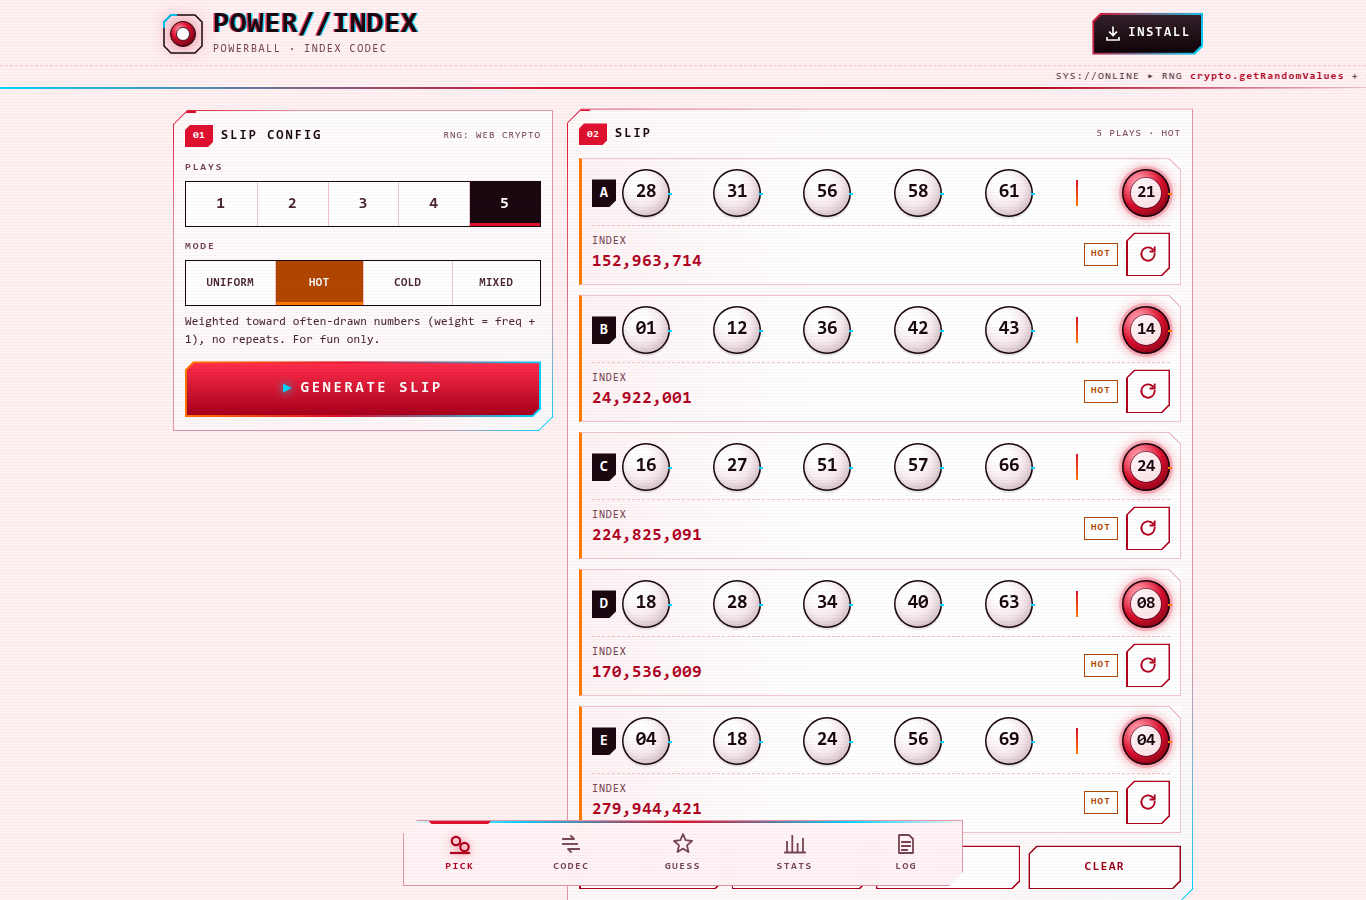 POWER//INDEX
POWERBALL · INDEX CODEC
INSTALL
SYS://ONLINE ▸ RNG crypto.getRandomValues +
01 SLIP CONFIG RNG: WEB CRYPTO
PLAYS
1 2 3 4 5
MODE
UNIFORM HOT COLD MIXED
Weighted toward often-drawn numbers (weight = freq +
1), no repeats. For fun only.
▶ GENERATE SLIP
02 SLIP 5 PLAYS · HOT
A 28 31 56 58 61 21
INDEX
152,963,714 HOT
B 01 12 36 42 43 14
INDEX
24,922,001 HOT
C 16 27 51 57 66 24
INDEX
224,825,091 HOT
D 18 28 34 40 63 08
INDEX
170,536,009 HOT
E 04 18 24 56 69 04
INDEX
279,944,421 HOT
CLEAR
PICK CODEC GUESS STATS LOG